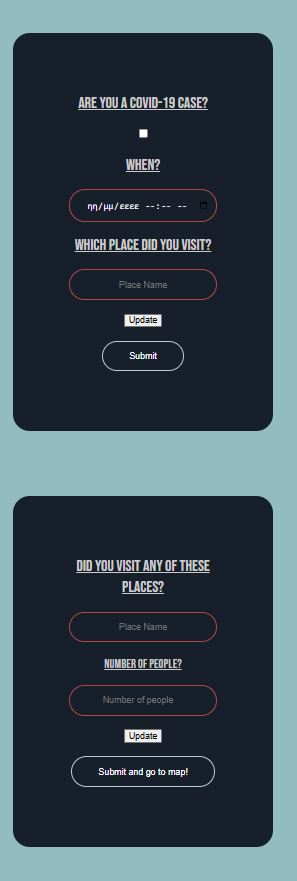 ARE YOU A COVID-19 CASE?
WHEN?
ηη/μμ/εεεε --:-- --
WHICH PLACE DID YOU VISIT?
Place Name
Update
Submit
DID YOU VISIT ANY OF THESE
PLACES?
Place Name
NUMBER OF PEOPLE?
Number of people
Update
Submit and go to map!